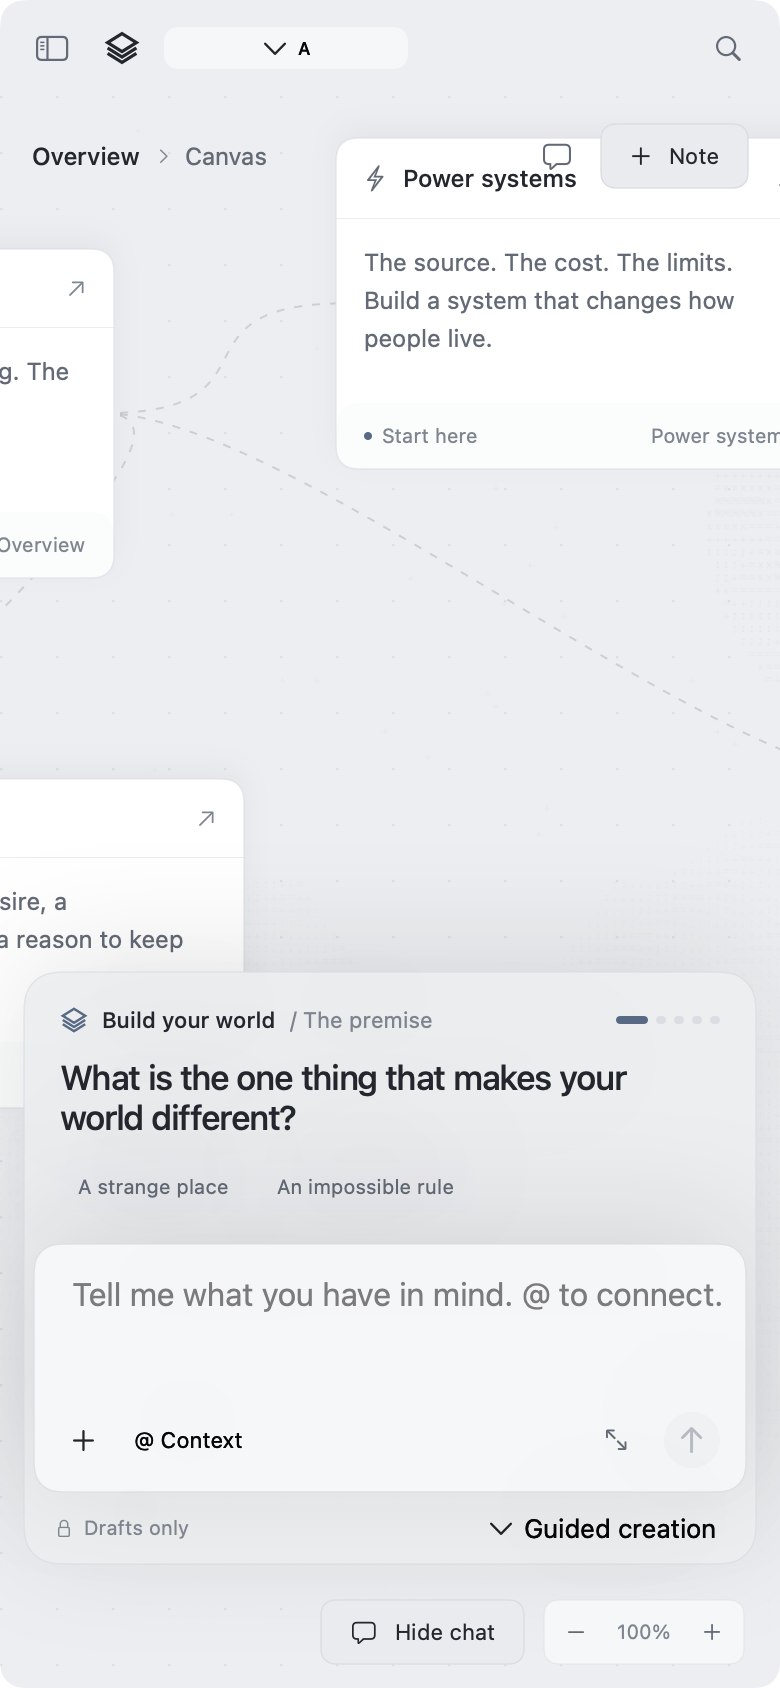 A
Overview > Canvas
Note
Power systems
The source. The cost. The limits.
Build a system that changes how
people live.
Start here
Power system
g. The
Overview
sire, a
a reason to keep
Build your world / The premise
What is the one thing that makes your
world different?
A strange place
An impossible rule
Tell me what you have in mind. @ to connect.
@ Context
Drafts only
Guided creation
Hide chat
100%